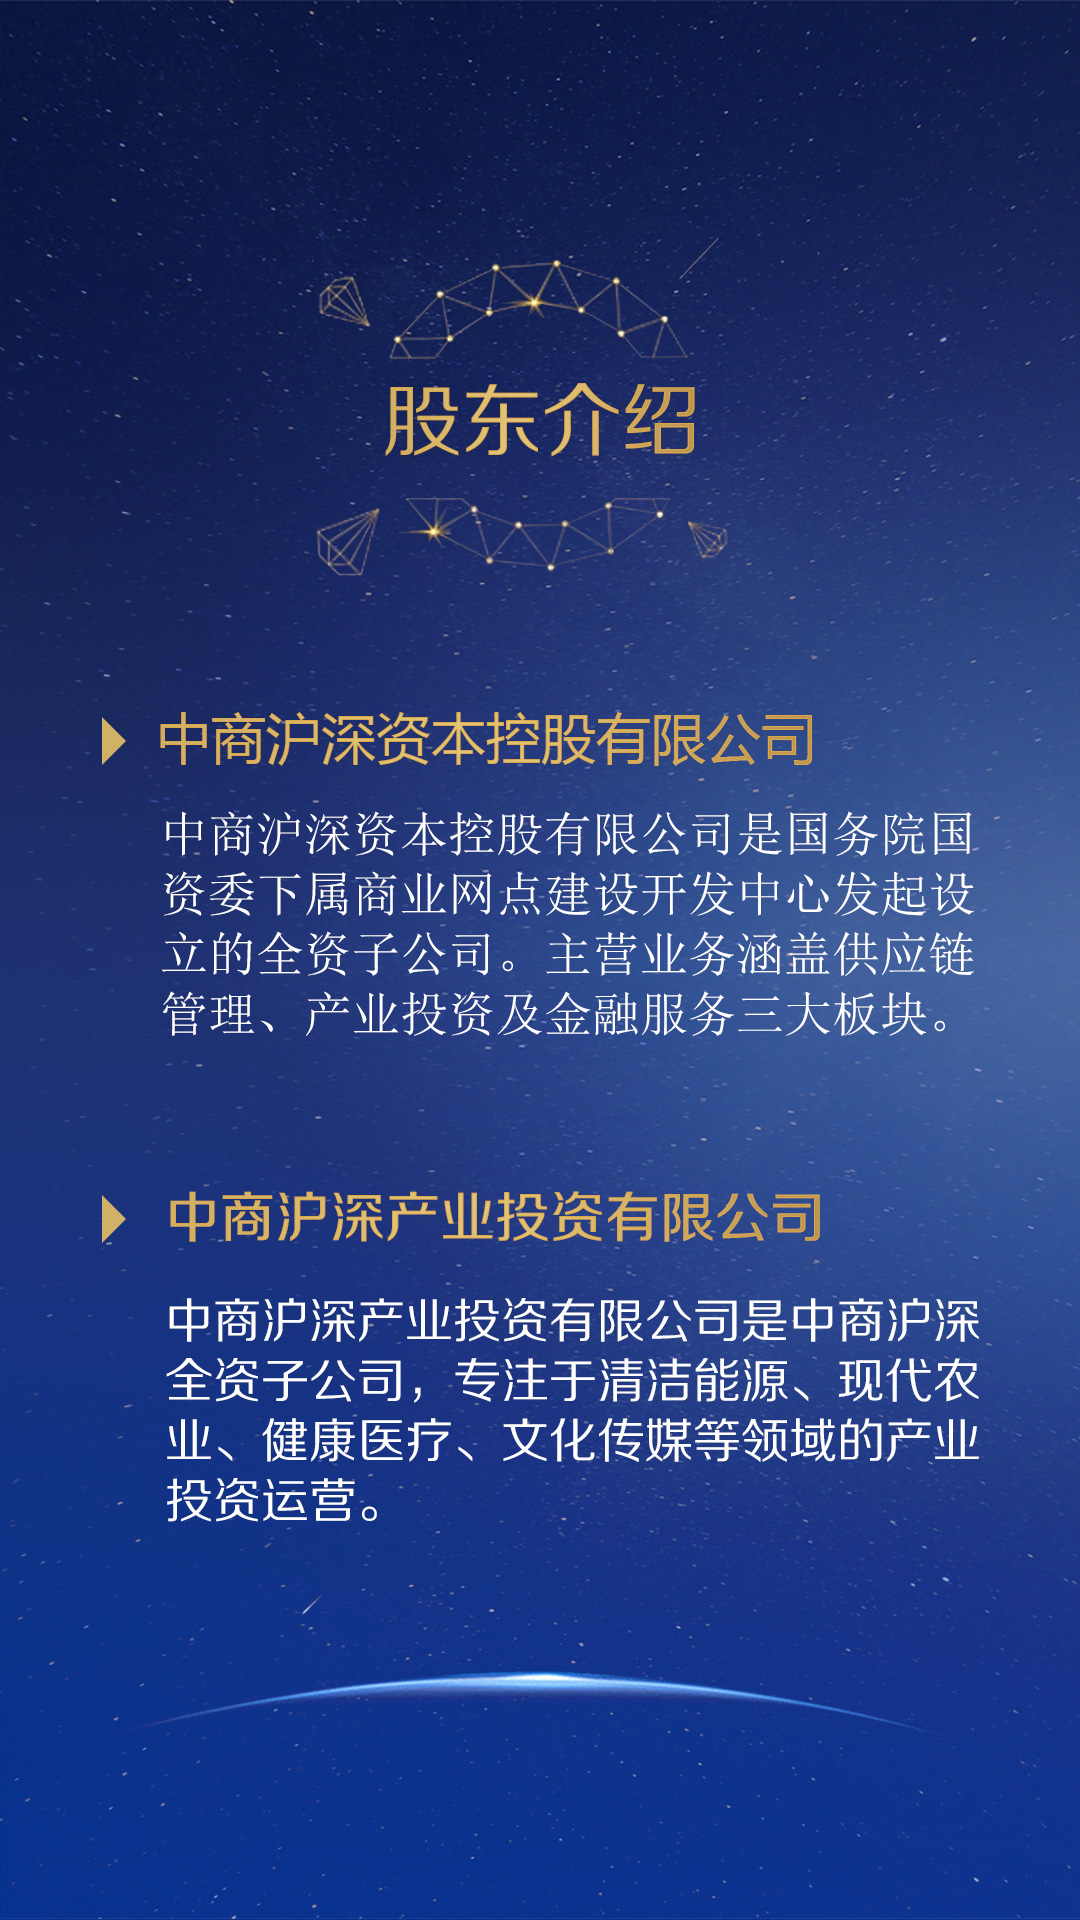 股东介绍
中商沪深资本控股有限公司
中商沪深资本控股有限公司是国务院国
资委下属商业网点建设开发中心发起设
立的全资子公司。主营业务涵盖供应链
管理、产业投资及金融服务三大板块。
中商沪深产业投资有限公司
中商沪深产业投资有限公司是中商沪深
全资子公司，专注于清洁能源、现代农
业、健康医疗、文化传媒等领域的产业
投资运营。